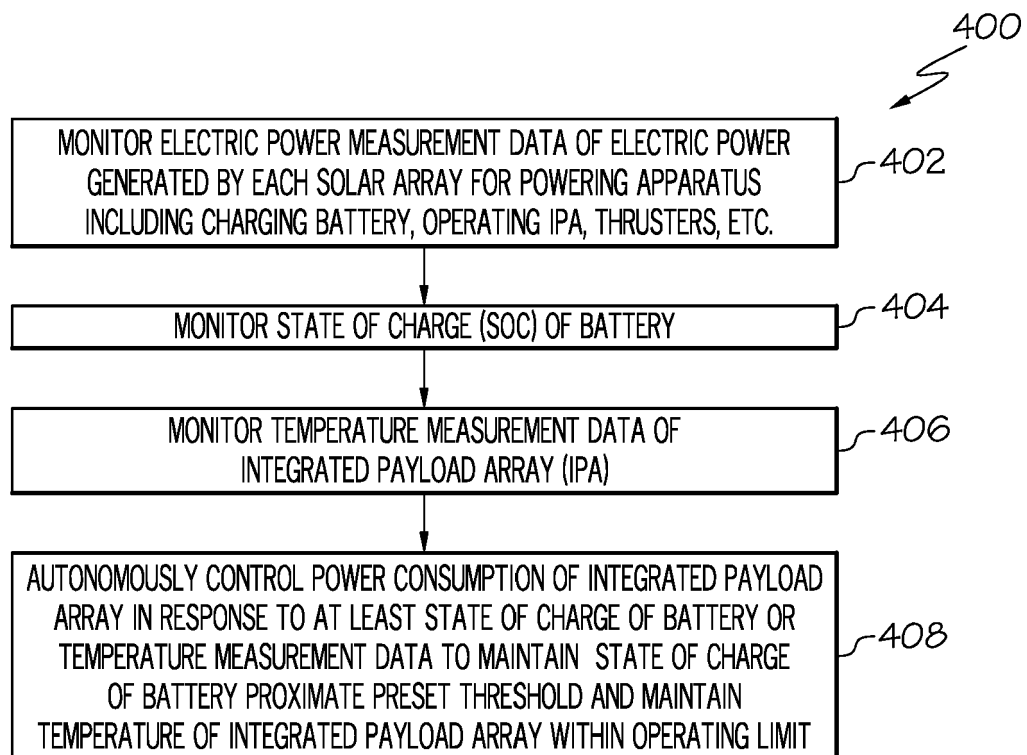 400
MONITOR ELECTRIC POWER MEASUREMENT DATA OF ELECTRIC POWER
GENERATED BY EACH SOLAR ARRAY FOR POWERING APPARATUS
INCLUDING CHARGING BATTERY, OPERATING IPA, THRUSTERS, ETC.
402
MONITOR STATE OF CHARGE (SOC) OF BATTERY
404
MONITOR TEMPERATURE MEASUREMENT DATA OF
INTEGRATED PAYLOAD ARRAY (IPA)
406
AUTONOMOUSLY CONTROL POWER CONSUMPTION OF INTEGRATED PAYLOAD
ARRAY IN RESPONSE TO AT LEAST STATE OF CHARGE OF BATTERY OR
TEMPERATURE MEASUREMENT DATA TO MAINTAIN STATE OF CHARGE
OF BATTERY PROXIMATE PRESET THRESHOLD AND MAINTAIN
TEMPERATURE OF INTEGRATED PAYLOAD ARRAY WITHIN OPERATING LIMIT
408